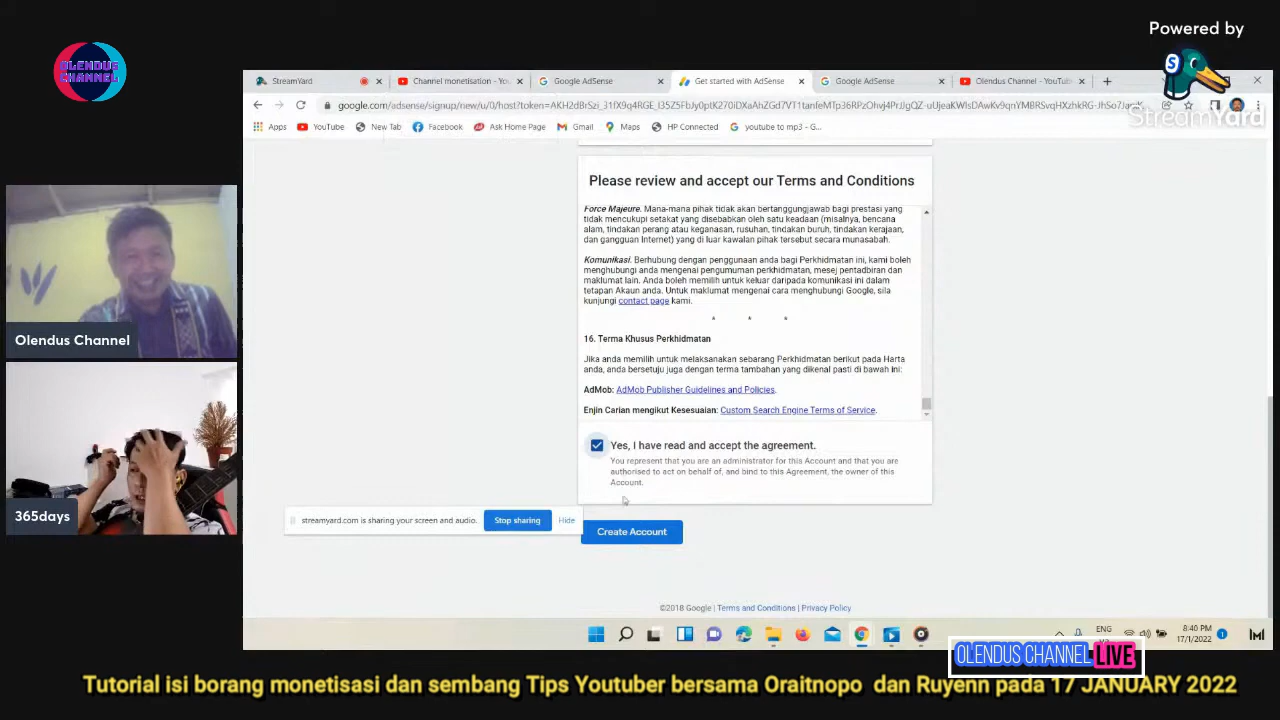 Powered by
StreamYard
OLENDUS
CHANNEL
StreamYard
Channel monetisation - You
Google AdSense
Get started with AdSense
Google AdSense
Olendus Channel - YouTube
Apps
YouTube
New Tab
Facebook
Ask Home Page
Gmail
Maps
HP Connected
youtube to mp3 - G...
Please review and accept our Terms and Conditions
Force Majeure. Mana-mana pihak tidak akan bertanggungjawab bagi prestasi yang
tidak mencukupi setakat yang disebabkan oleh satu keadaan (misalnya, bencana
alam, tindakan perang atau keganasan, rusuhan, tindakan buruh, tindakan kerajaan,
dan gangguan Internet) yang di luar kawalan pihak tersebut secara munasabah.
Komunikasi. Berhubung dengan penggunaan anda bagi Perkhidmatan ini, kami boleh
menghubungi anda mengenai pengumuman perkhidmatan, mesej pentadbiran dan
maklumat lain. Anda boleh memilih untuk keluar daripada komunikasi ini dalam
tetapan Akaun anda. Untuk maklumat mengenai cara menghubungi Google, sila
kunjungi contact page kami.
* * *
16. Terma Khusus Perkhidmatan
Jika anda memilih untuk melaksanakan sebarang Perkhidmatan berikut pada Harta
anda, anda bersetuju juga dengan terma tambahan yang dikenal pasti di bawah ini:
AdMob: AdMob Publisher Guidelines and Policies.
Enjin Carian mengikut Kesesuaian: Custom Search Engine Terms of Service.
Yes, I have read and accept the agreement.
You represent that you are an administrator for this Account and that you are
authorised to act on behalf of, and bind to this Agreement, the owner of this
Account.
Olendus Channel
365days
streamyard.com is sharing your screen and audio.
Stop sharing
Hide
Create Account
©2018 Google | Terms and Conditions | Privacy Policy
ENG
8:40 PM
17/1/2022
OLENDUS CHANNEL LIVE
Tutorial isi borang monetisasi dan sembang Tips Youtuber bersama Oraitnopo dan Ruyenn pada 17 JANUARY 2022